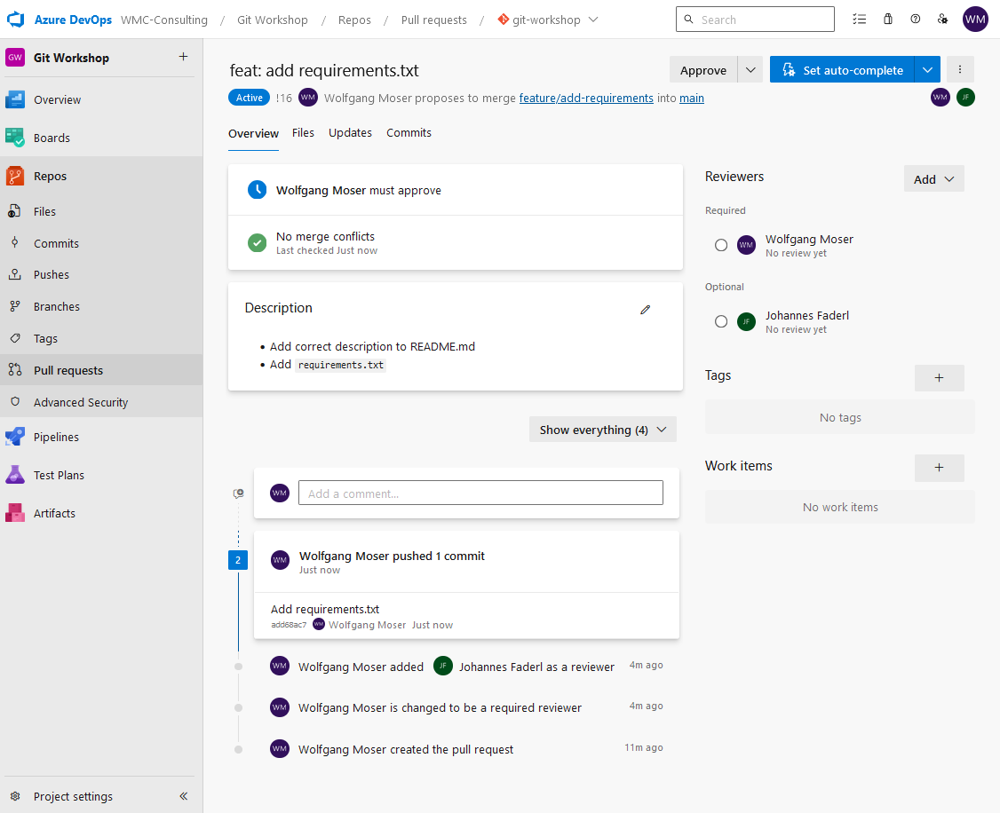 Azure DevOps WMC-Consulting / Git Workshop / Repos / Pull requests / git-workshop Search WM
GW Git Workshop +
feat: add requirements.txt
Approve Set auto-complete
Active !16 WM Wolfgang Moser proposes to merge feature/add-requirements into main WM JF
Overview Files Updates Commits
Overview
Boards
Repos
Files
Commits
Pushes
Branches
Tags
Pull requests
Advanced Security
Pipelines
Test Plans
Artifacts
Project settings
Wolfgang Moser must approve
No merge conflicts
Last checked Just now
Description
• Add correct description to README.md
• Add requirements.txt
Show everything (4)
WM Add a comment...
2 WM Wolfgang Moser pushed 1 commit
Just now
Add requirements.txt
add68ac7 WM Wolfgang Moser Just now
WM Wolfgang Moser added JF Johannes Faderl as a reviewer 4m ago
WM Wolfgang Moser is changed to be a required reviewer 4m ago
WM Wolfgang Moser created the pull request 11m ago
Reviewers Add
Required
WM Wolfgang Moser
No review yet
Optional
JF Johannes Faderl
No review yet
Tags +
No tags
Work items +
No work items